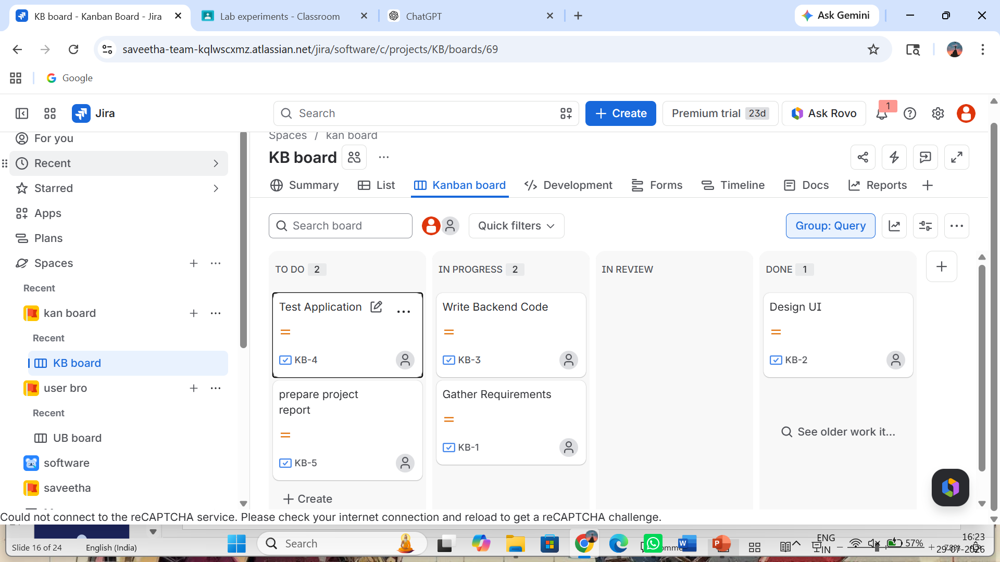 KB board - Kanban Board - Jira
Lab experiments - Classroom
ChatGPT
Ask Gemini
saveetha-team-kqlwscxmz.atlassian.net/jira/software/c/projects/KB/boards/69
Google
Jira
Search
Create
Premium trial 23d
Ask Rovo
1
For you
Recent
Starred
Apps
Plans
Spaces
Recent
kan board
Recent
KB board
user bro
Recent
UB board
software
saveetha
Spaces / kan board
KB board
Summary
List
Kanban board
Development
Forms
Timeline
Docs
Reports
Search board
Quick filters
Group: Query
TO DO 2
Test Application
KB-4
prepare project
report
KB-5
Create
IN PROGRESS 2
Write Backend Code
KB-3
Gather Requirements
KB-1
IN REVIEW
DONE 1
Design UI
KB-2
See older work it...
Could not connect to the reCAPTCHA service. Please check your internet connection and reload to get a reCAPTCHA challenge.
Slide 16 of 24
English (India)
Search
ENG
IN
57%
16:23
29-07-2026